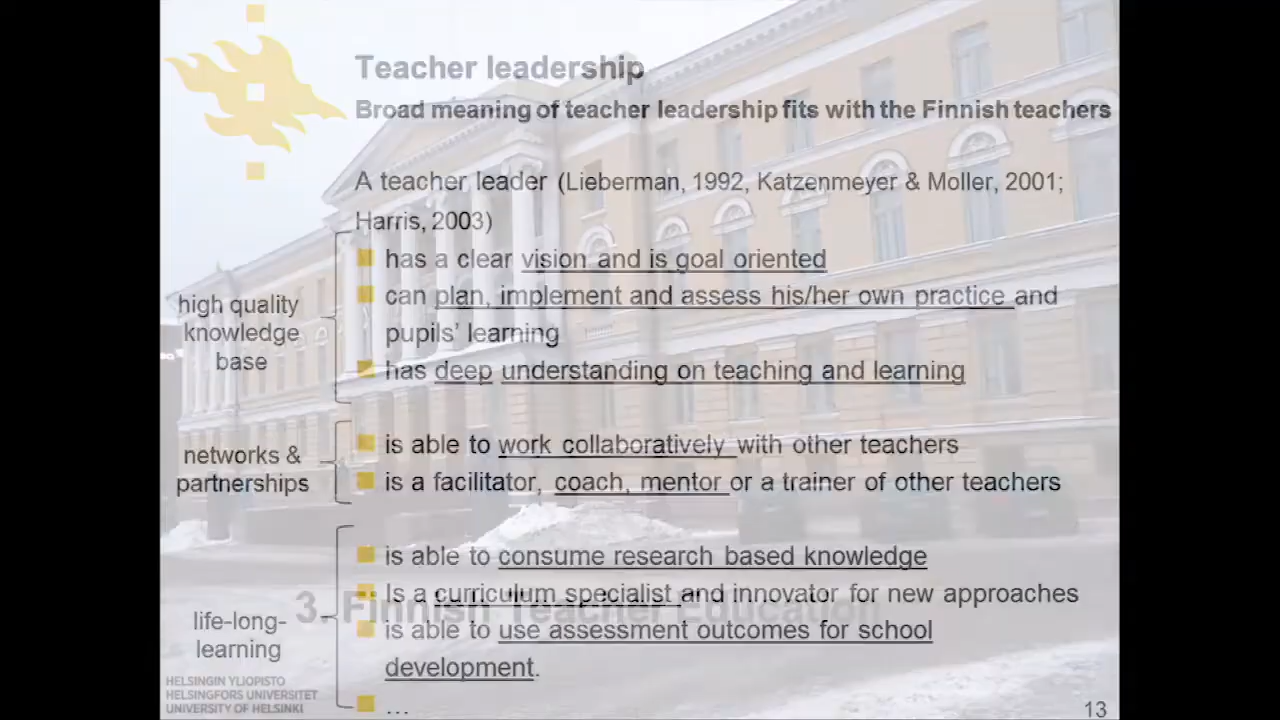 Teacher leadership
Broad meaning of teacher leadership fits with the Finnish teachers
A teacher leader (Lieberman, 1992, Katzenmeyer & Moller, 2001;
Harris, 2003)
has a clear vision and is goal oriented
can plan, implement and assess his/her own practice and
pupils' learning
has deep understanding on teaching and learning
high quality
knowledge
base
is able to work collaboratively with other teachers
is a facilitator, coach, mentor or a trainer of other teachers
networks &
partnerships
is able to consume research based knowledge
Is a curriculum specialist and innovator for new approaches
is able to use assessment outcomes for school
development.
...
life-long-
learning
3. Finnish Teacher Education
HELSINGIN YLIOPISTO
HELSINGFORS UNIVERSITET
UNIVERSITY OF HELSINKI
13